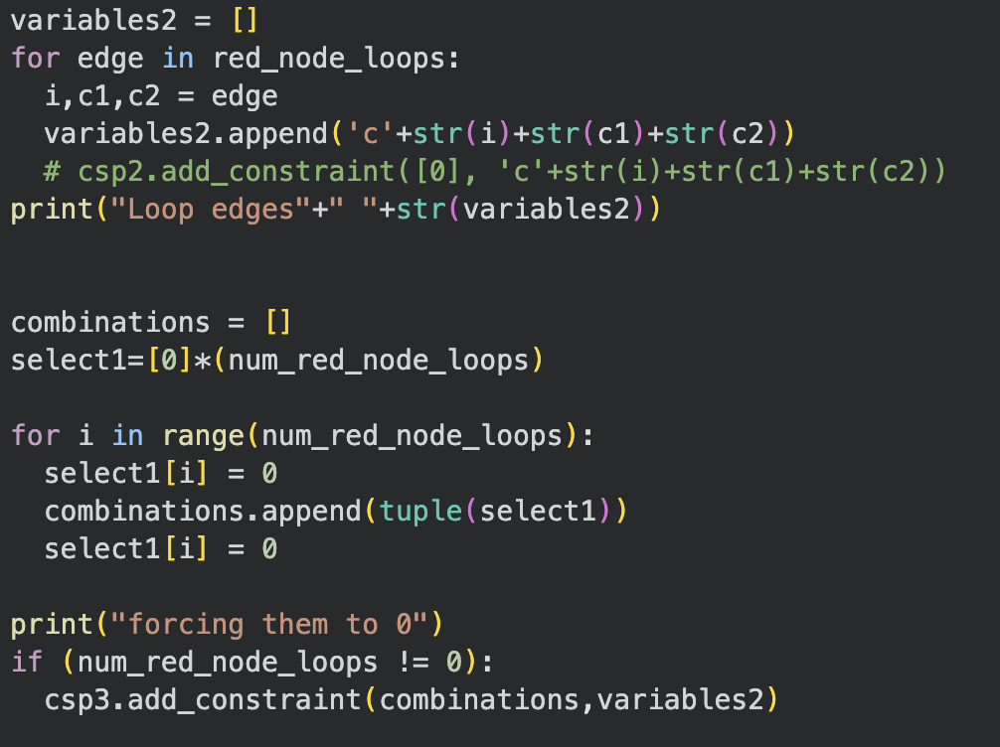 variables2 = []
for edge in red_node_loops:
  i,c1,c2 = edge
  variables2.append('c'+str(i)+str(c1)+str(c2))
  # csp2.add_constraint([0], 'c'+str(i)+str(c1)+str(c2))
print("Loop edges"+" "+str(variables2))
combinations = []
select1=[0]*(num_red_node_loops)
for i in range(num_red_node_loops):
  select1[i] = 0
  combinations.append(tuple(select1))
  select1[i] = 0
print("forcing them to 0")
if (num_red_node_loops != 0):
  csp3.add_constraint(combinations,variables2)